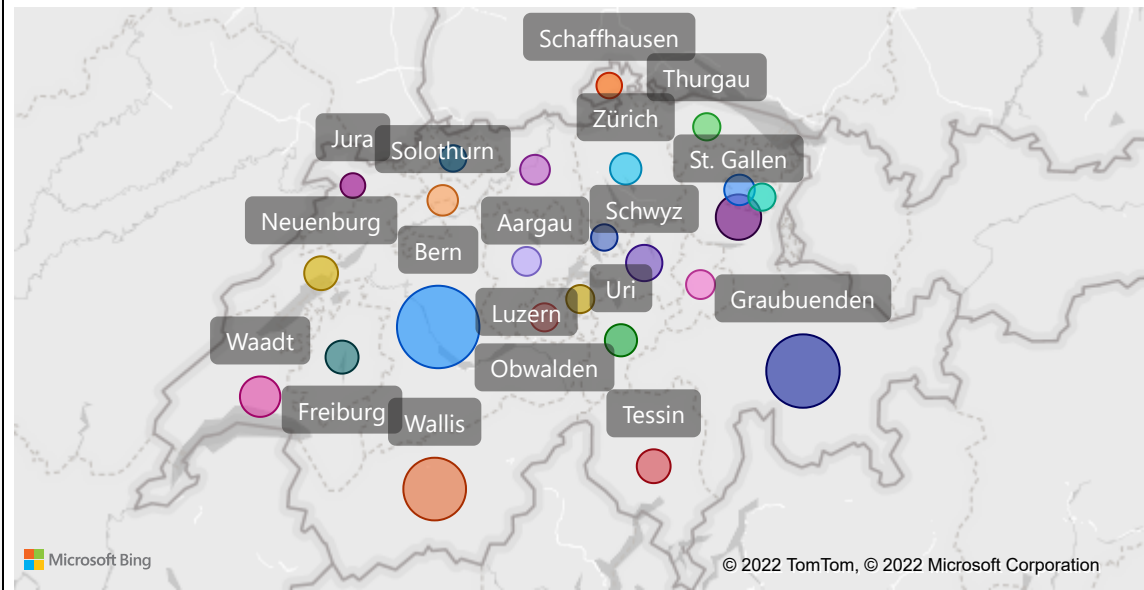 Schaffhausen
Thurgau
Zürich
Jura
Solothurn
St. Gallen
Neuenburg
Aargau
Schwyz
Bern
Uri
Graubuenden
Luzern
Waadt
Obwalden
Freiburg
Wallis
Tessin
Microsoft Bing
© 2022 TomTom, © 2022 Microsoft Corporation